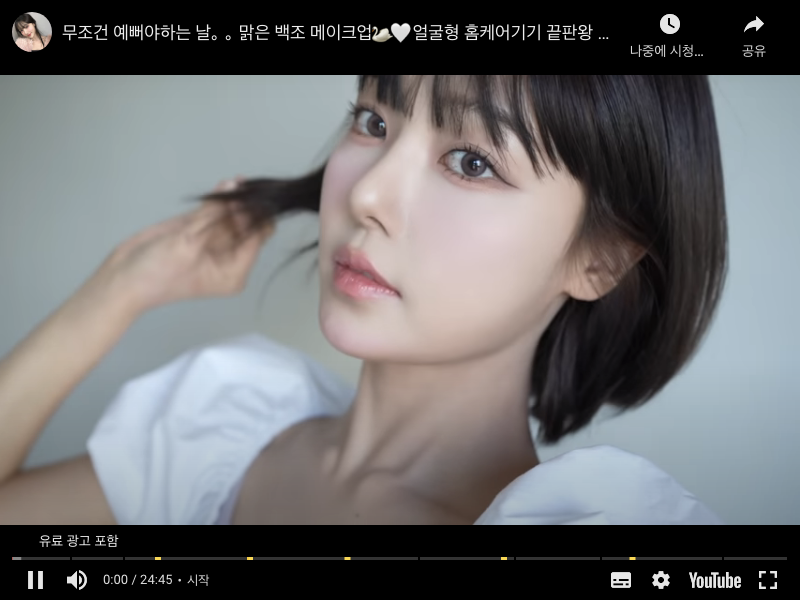 무조건 예뻐야하는 날。。맑은 백조 메이크업🦢🤍얼굴형 홈케어기기 끝판왕 ...
나중에 시청...
공유
유료 광고 포함
0:00 / 24:45 • 시작
YouTube